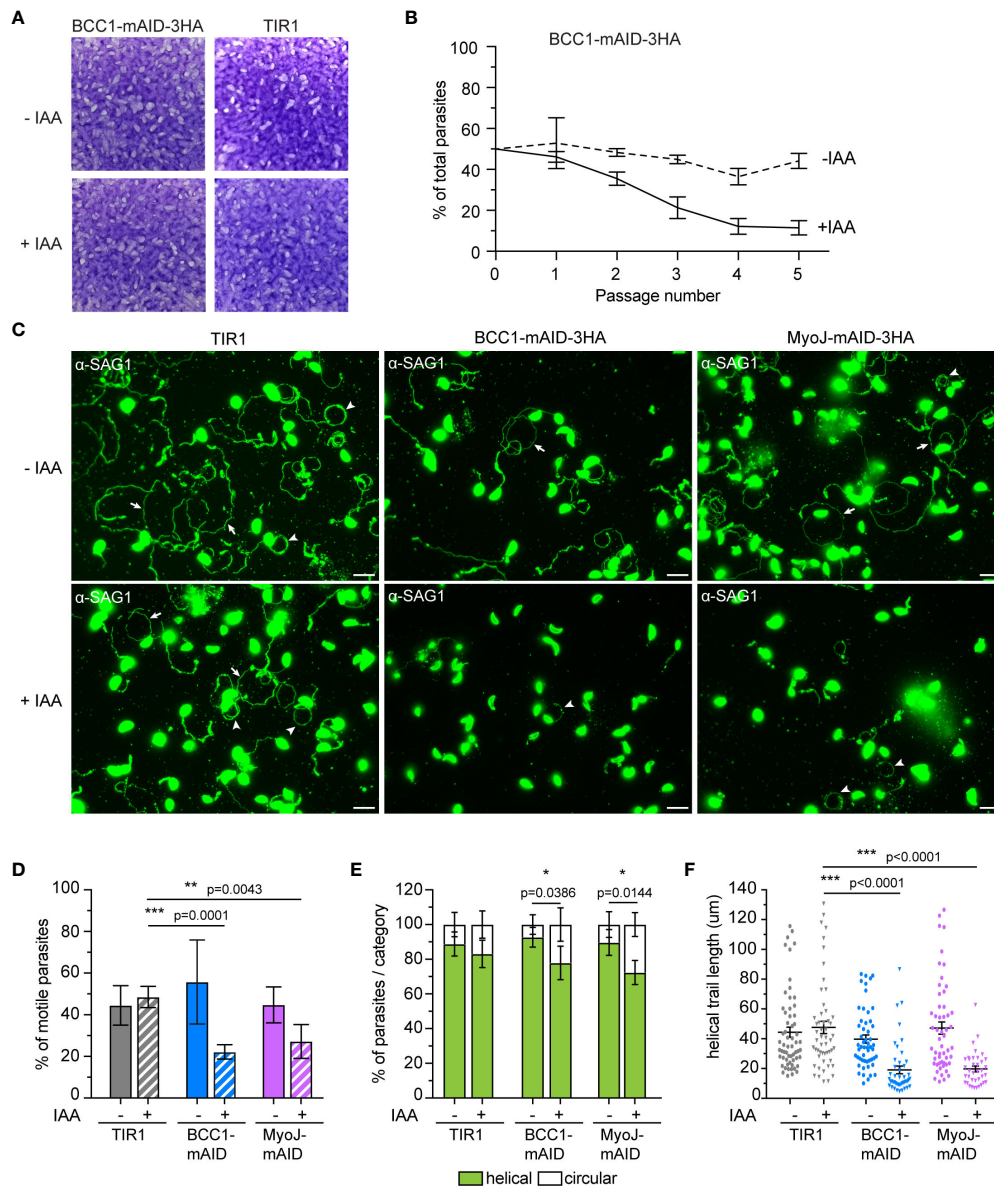 A
BCC1-mAID-3HA TIR1
- IAA
+ IAA
B
BCC1-mAID-3HA
% of total parasites
100
80
60
40
20
0
-IAA
+IAA
0 1 2 3 4 5
Passage number
C
TIR1 BCC1-mAID-3HA MyoJ-mAID-3HA
- IAA
α-SAG1 α-SAG1 α-SAG1
+ IAA
α-SAG1 α-SAG1 α-SAG1
D
% of motile parasites
100
80
60
40
20
0
** p=0.0043
*** p=0.0001
IAA - + - + - +
TIR1 BCC1-mAID MyoJ-mAID
E
% of parasites / category
120
100
80
60
40
20
0
* *
p=0.0386 p=0.0144
IAA - + - + - +
TIR1 BCC1-mAID MyoJ-mAID
helical circular
F
helical trail length (um)
140
120
100
80
60
40
20
0
*** p<0.0001
*** p<0.0001
IAA - + - + - +
TIR1 BCC1-mAID MyoJ-mAID